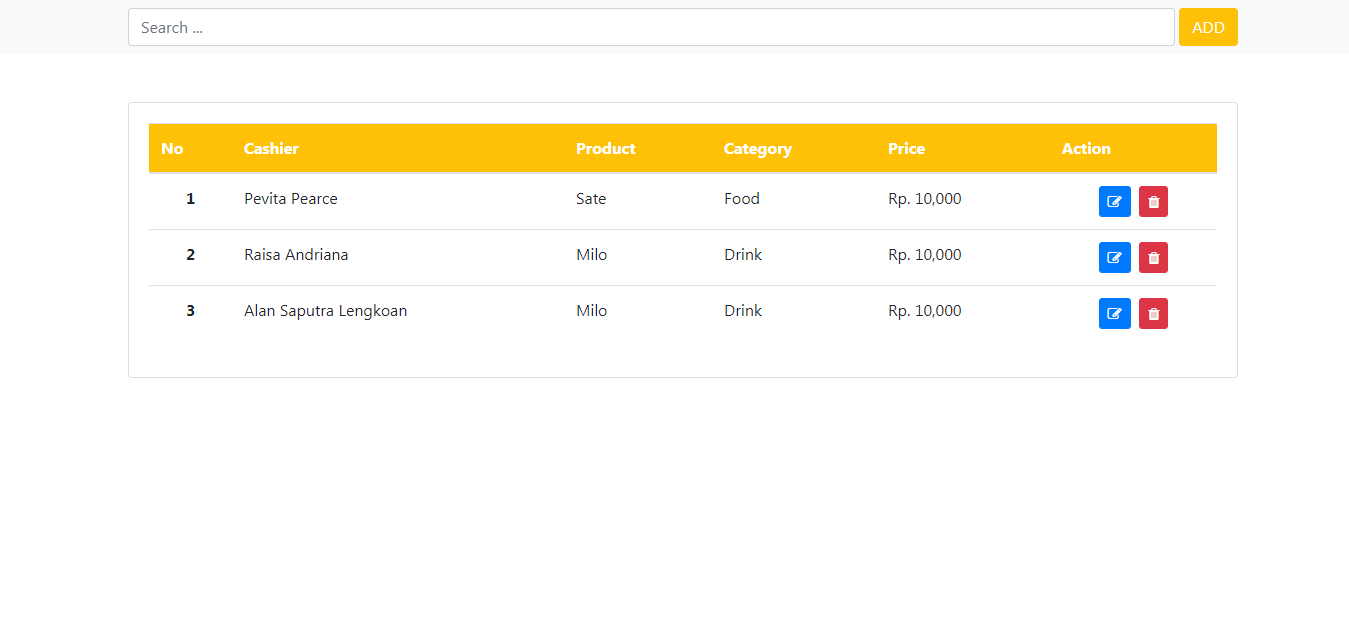 Search ...
ADD
No Cashier Product Category Price Action
1 Pevita Pearce Sate Food Rp. 10,000
2 Raisa Andriana Milo Drink Rp. 10,000
3 Alan Saputra Lengkoan Milo Drink Rp. 10,000